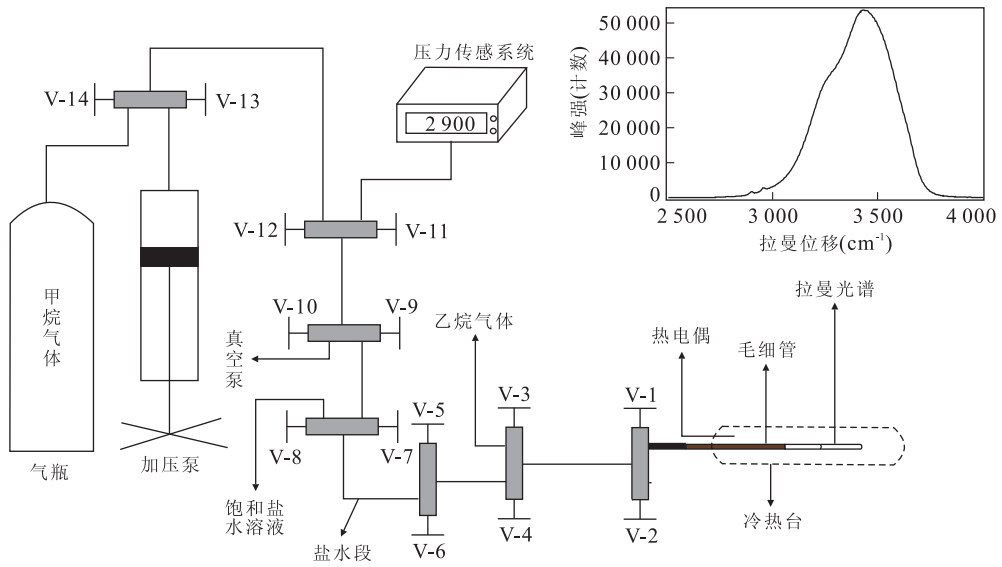 压力传感系统
2 900
V-14
V-13
V-12
V-11
V-10
V-9
真空泵
甲烷气体
气瓶
加压泵
V-8
V-7
饱和盐
水溶液
盐水段
V-5
V-6
乙烷气体
V-3
V-4
V-1
V-2
热电偶
毛细管
拉曼光谱
冷热台
峰强(计数)
50 000
40 000
30 000
20 000
10 000
0
2 500
3 000
3 500
4 000
拉曼位移(cm⁻¹)